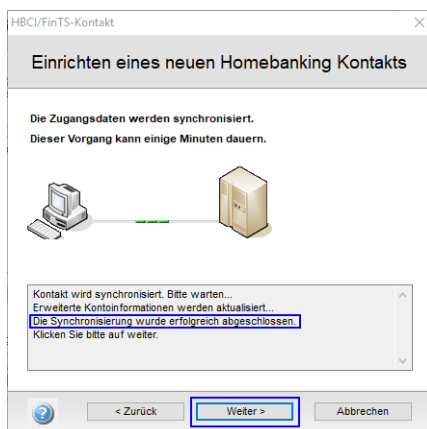 HBCI/FinTS-Kontakt
Einrichten eines neuen Homebanking Kontakts
Die Zugangsdaten werden synchronisiert.
Dieser Vorgang kann einige Minuten dauern.
Kontakt wird synchronisiert. Bitte warten...
Erweiterte Kontoinformationen werden aktualisiert...
Die Synchronisierung wurde erfolgreich abgeschlossen.
Klicken Sie bitte auf weiter.
< Zurück Weiter > Abbrechen